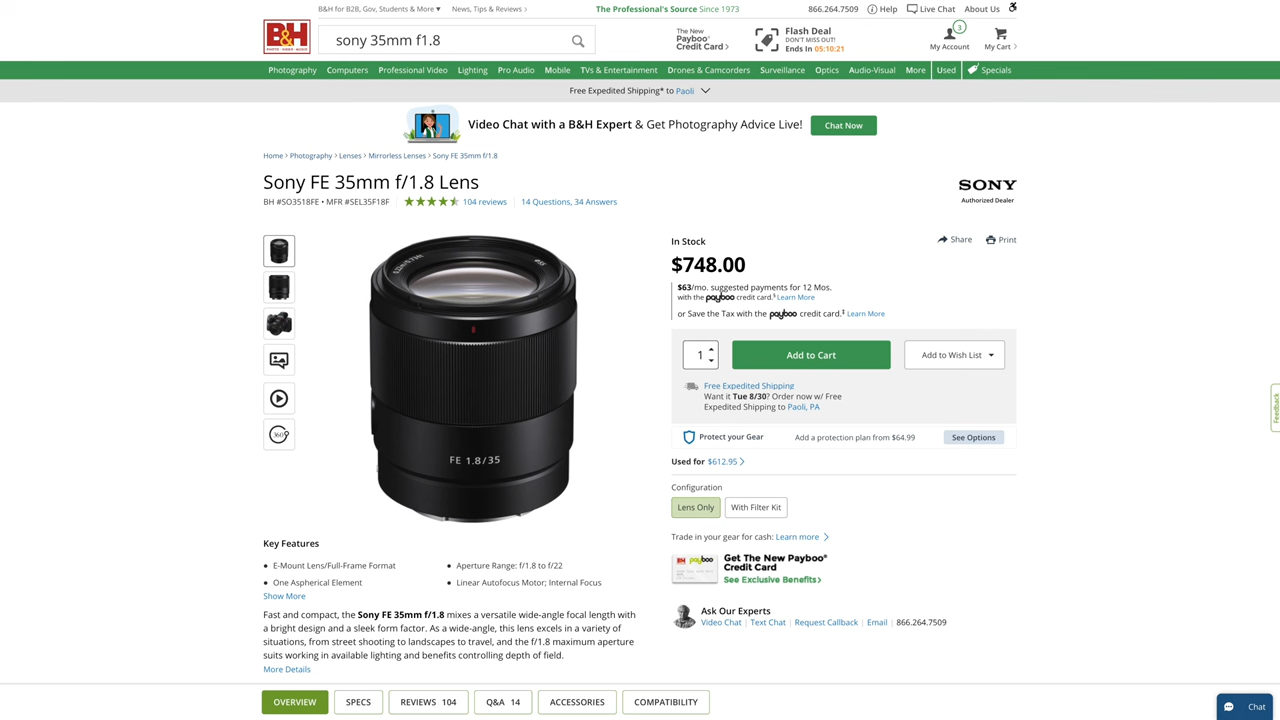 B&H for B2B, Gov, Students & More ▾
News, Tips & Reviews >
The Professional's Source Since 1973
866.264.7509
Help
Live Chat
About Us
B&H
PHOTO · VIDEO · AUDIO
sony 35mm f1.8
The New
Payboo®
Credit Card >
Flash Deal
DON'T MISS OUT!
Ends In 05:10:21
3
My Account
My Cart >
Photography Computers Professional Video Lighting Pro Audio Mobile TVs & Entertainment Drones & Camcorders Surveillance Optics Audio-Visual More Used Specials
Free Expedited Shipping* to Paoli
Video Chat with a B&H Expert & Get Photography Advice Live!
Chat Now
Home > Photography > Lenses > Mirrorless Lenses > Sony FE 35mm f/1.8
Sony FE 35mm f/1.8 Lens
BH #SO3518FE • MFR #SEL35F18F
104 reviews
14 Questions, 34 Answers
SONY
Authorized Dealer
360º
0.22m/0.73ft
ø55
FE 1.8/35
In Stock
Share
Print
$748.00
$63/mo. suggested payments for 12 Mos.
with the payboo credit card.§ Learn More
or Save the Tax with the payboo credit card.‡ Learn More
1
Add to Cart
Add to Wish List ▾
Free Expedited Shipping
Want it Tue 8/30? Order now w/ Free
Expedited Shipping to Paoli, PA
Protect your Gear
Add a protection plan from $64.99
See Options
Used for $612.95 >
Configuration
Lens Only
With Filter Kit
Trade in your gear for cash: Learn more >
B&H payboo
Get The New Payboo®
Credit Card
See Exclusive Benefits >
Ask Our Experts
Video Chat | Text Chat | Request Callback | Email | 866.264.7509
Feedback
Key Features
• E-Mount Lens/Full-Frame Format
• Aperture Range: f/1.8 to f/22
• One Aspherical Element
• Linear Autofocus Motor; Internal Focus
Show More
Fast and compact, the Sony FE 35mm f/1.8 mixes a versatile wide-angle focal length with
a bright design and a sleek form factor. As a wide-angle, this lens excels in a variety of
situations, from street shooting to landscapes to travel, and the f/1.8 maximum aperture
suits working in available lighting and benefits controlling depth of field.
More Details
OVERVIEW
SPECS
REVIEWS 104
Q&A 14
ACCESSORIES
COMPATIBILITY
Chat